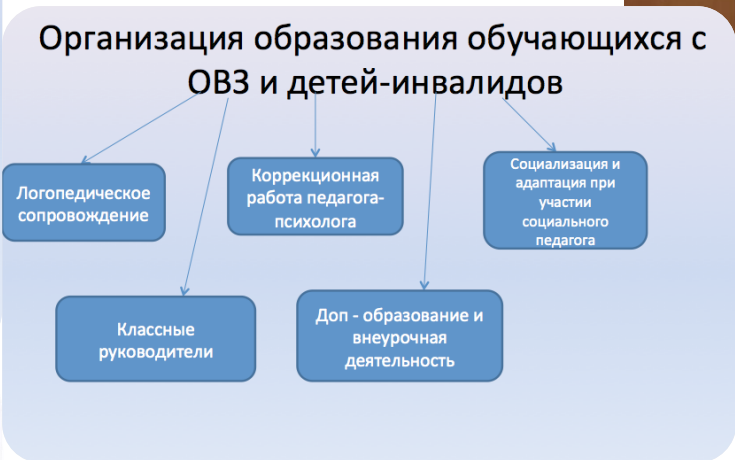 Организация образования обучающихся с
ОВЗ и детей-инвалидов
Логопедическое
сопровождение
Коррекционная
работа педагога-
психолога
Социализация и
адаптация при
участии
социального
педагога
Классные
руководители
Доп - образование и
внеурочная
деятельность